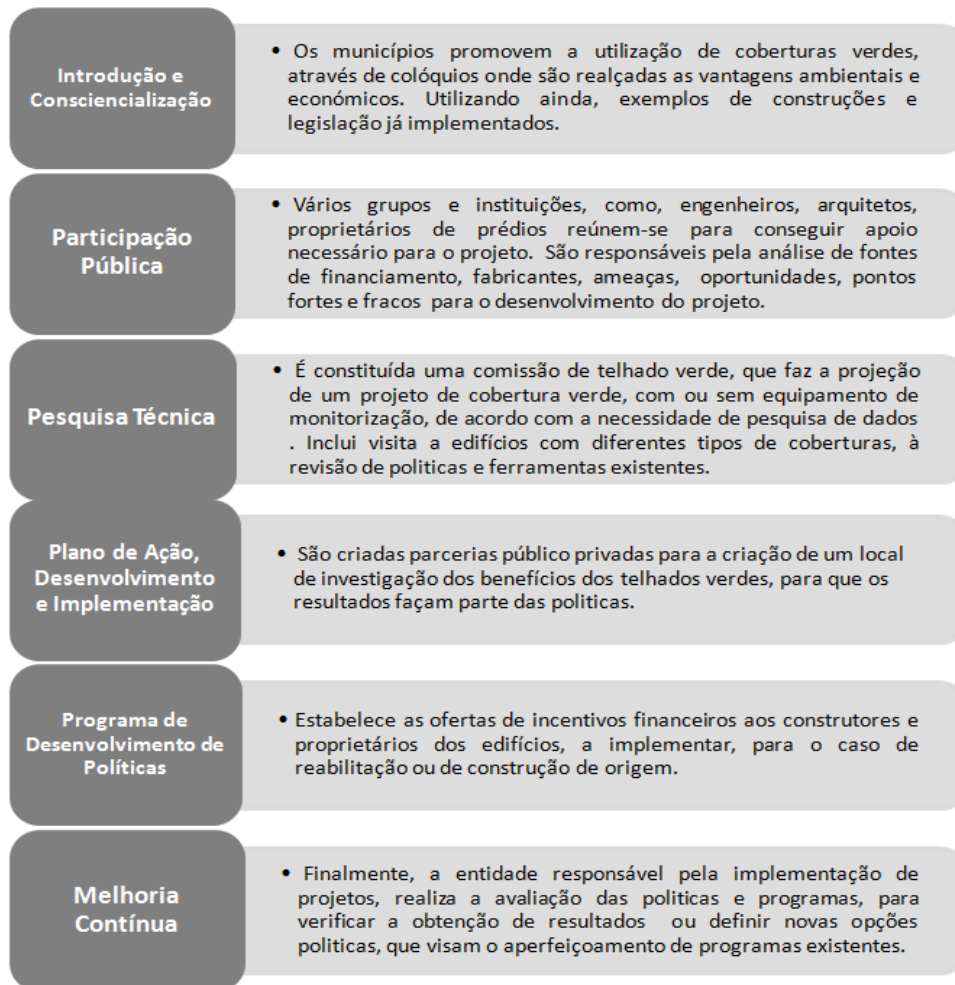 Introdução e
Consciencialização
• Os municípios promovem a utilização de coberturas verdes,
através de colóquios onde são realçadas as vantagens ambientais e
económicos. Utilizando ainda, exemplos de construções e
legislação já implementados.
Participação
Pública
• Vários grupos e instituições, como, engenheiros, arquitetos,
proprietários de prédios reúnem-se para conseguir apoio
necessário para o projeto. São responsáveis pela análise de fontes
de financiamento, fabricantes, ameaças, oportunidades, pontos
fortes e fracos para o desenvolvimento do projeto.
Pesquisa Técnica
• É constituída uma comissão de telhado verde, que faz a projeção
de um projeto de cobertura verde, com ou sem equipamento de
monitorização, de acordo com a necessidade de pesquisa de dados
. Inclui visita a edifícios com diferentes tipos de coberturas, à
revisão de politicas e ferramentas existentes.
Plano de Ação,
Desenvolvimento
e Implementação
• São criadas parcerias público privadas para a criação de um local
de investigação dos benefícios dos telhados verdes, para que os
resultados façam parte das politicas.
Programa de
Desenvolvimento de
Políticas
• Estabelece as ofertas de incentivos financeiros aos construtores e
proprietários dos edifícios, a implementar, para o caso de
reabilitação ou de construção de origem.
Melhoria
Contínua
• Finalmente, a entidade responsável pela implementação de
projetos, realiza a avaliação das politicas e programas, para
verificar a obtenção de resultados ou definir novas opções
politicas, que visam o aperfeiçoamento de programas existentes.